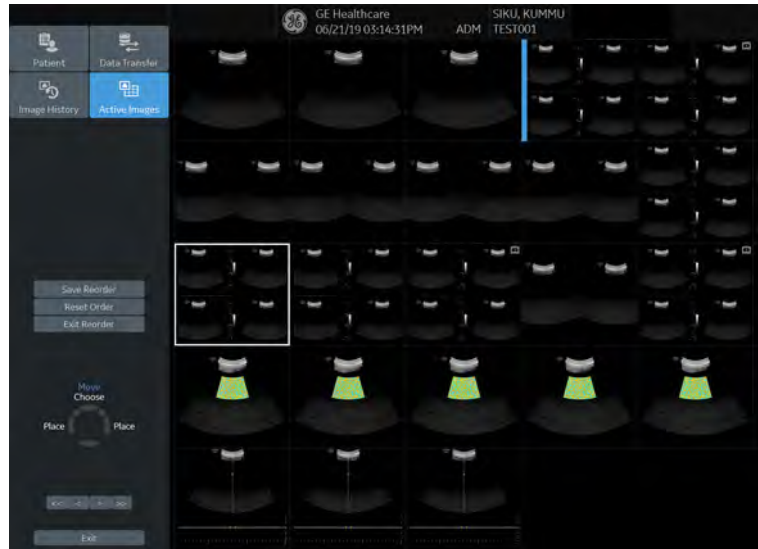 GE Healthcare
06/21/19 03:14:31PM ADM
SIKU, KUMMU
TEST001
Patient
Data Transfer
Image History
Active Images
Save Reorder
Reset Order
Exit Reorder
Move
Choose
Place
Place
<< < > >>
Exit